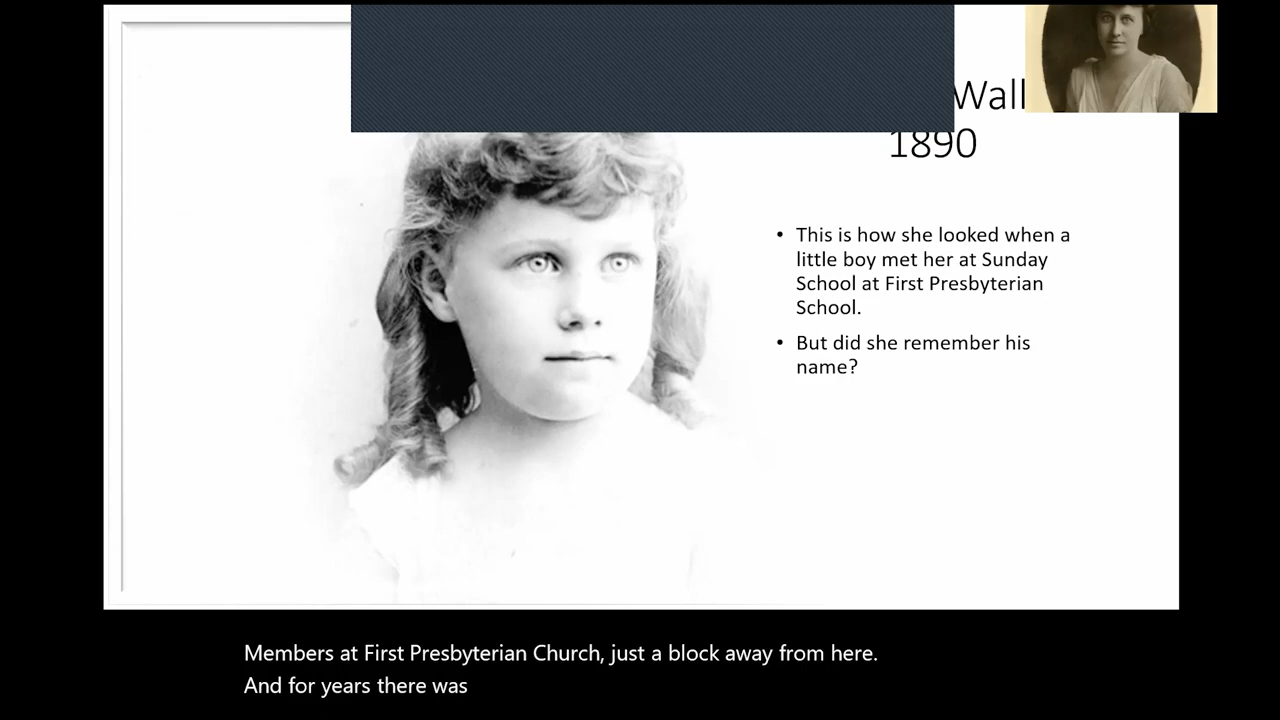 Wall
1890
• This is how she looked when a
little boy met her at Sunday
School at First Presbyterian
School.
• But did she remember his
name?
Members at First Presbyterian Church, just a block away from here.
And for years there was